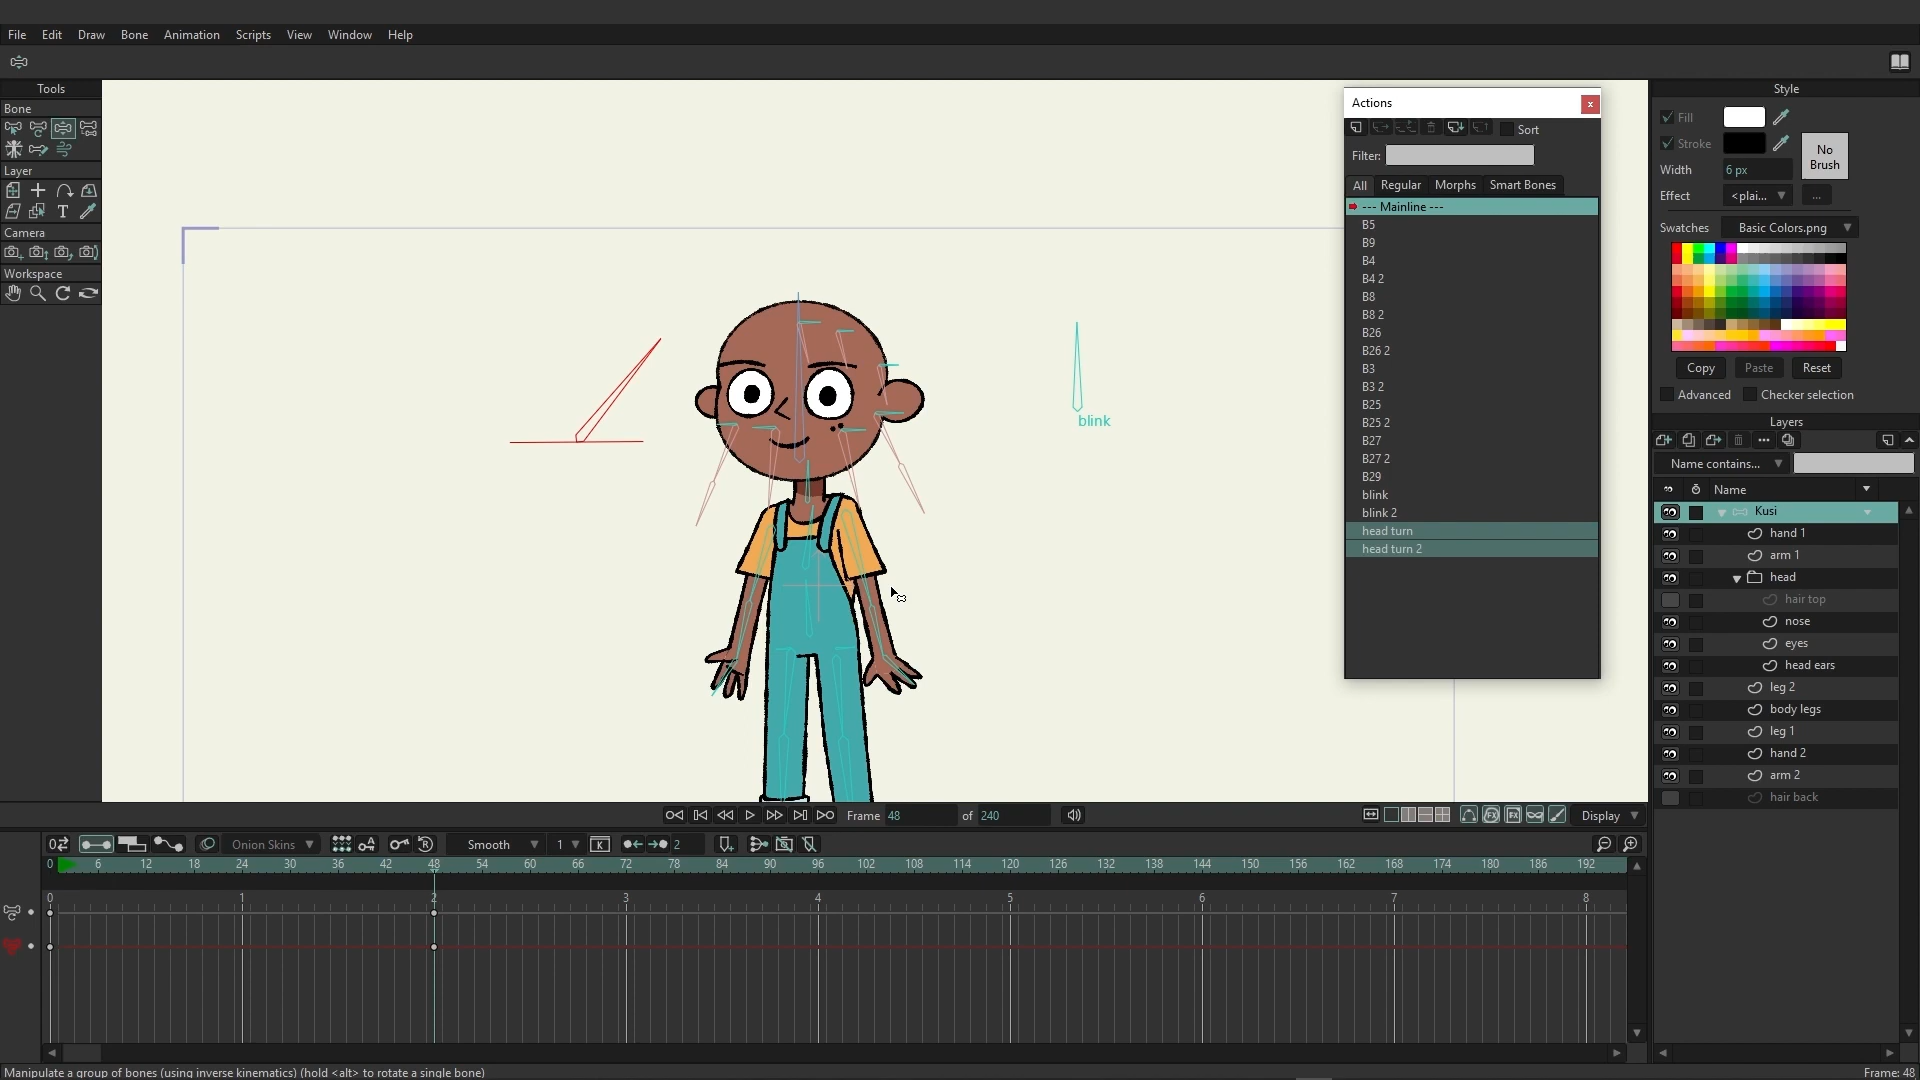 File Edit Draw Bone Animation Scripts View Window Help
Tools
Bone
Layer
Camera
Workspace
blink
Actions
x
Sort
Filter:
All Regular Morphs Smart Bones
--- Mainline ---
B5
B9
B4
B4 2
B8
B8 2
B26
B26 2
B3
B3 2
B25
B25 2
B27
B27 2
B29
blink
blink 2
head turn
head turn 2
Style
Fill
Stroke
No Brush
Width 6 px
Effect <plai... ...
Swatches Basic Colors.png
Copy Paste Reset
Advanced Checker selection
Layers
Name contains...
Name
Kusi
hand 1
arm 1
head
hair top
nose
eyes
head ears
leg 2
body legs
leg 1
hand 2
arm 2
hair back
Frame 48 of 240 Display
Onion Skins Smooth 1 K 2
0 6 12 18 24 30 36 42 48 54 60 66 72 78 84 90 96 102 108 114 120 126 132 138 144 150 156 162 168 174 180 186 192
0 1 2 3 4 5 6 7 8
Manipulate a group of bones (using inverse kinematics) (hold <alt> to rotate a single bone) Frame: 48